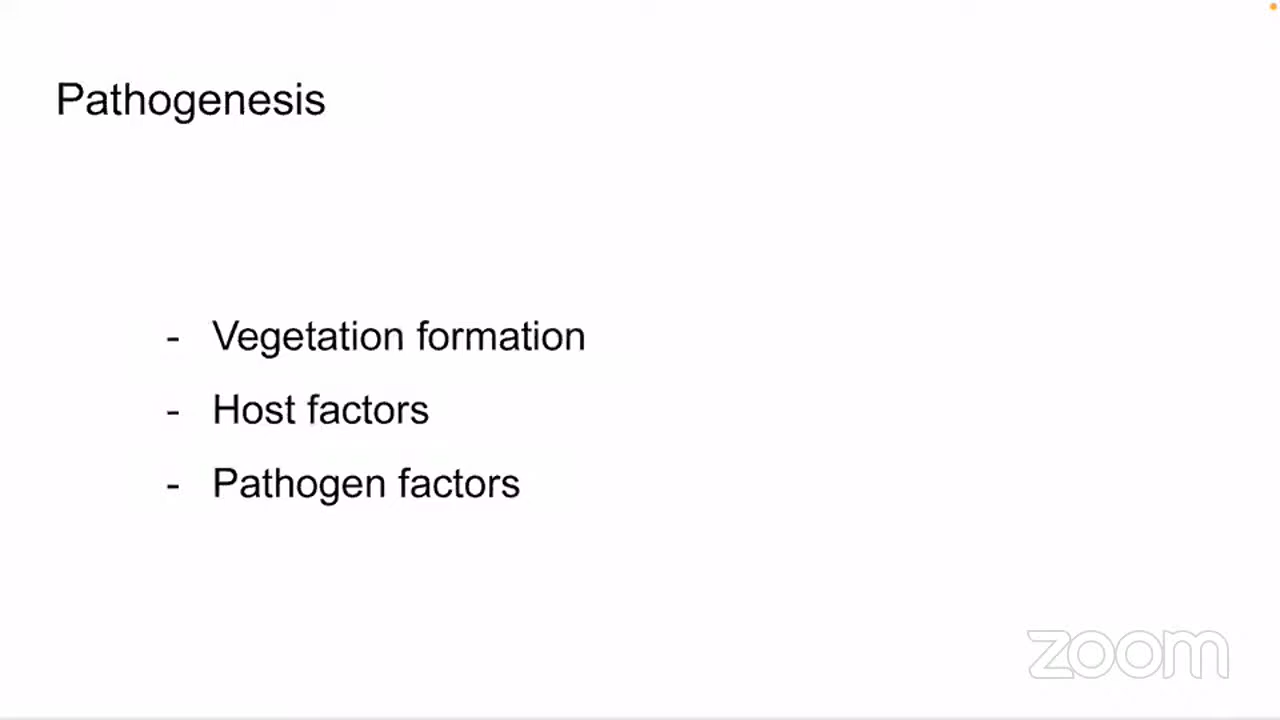 Pathogenesis
- Vegetation formation
- Host factors
- Pathogen factors
zoom